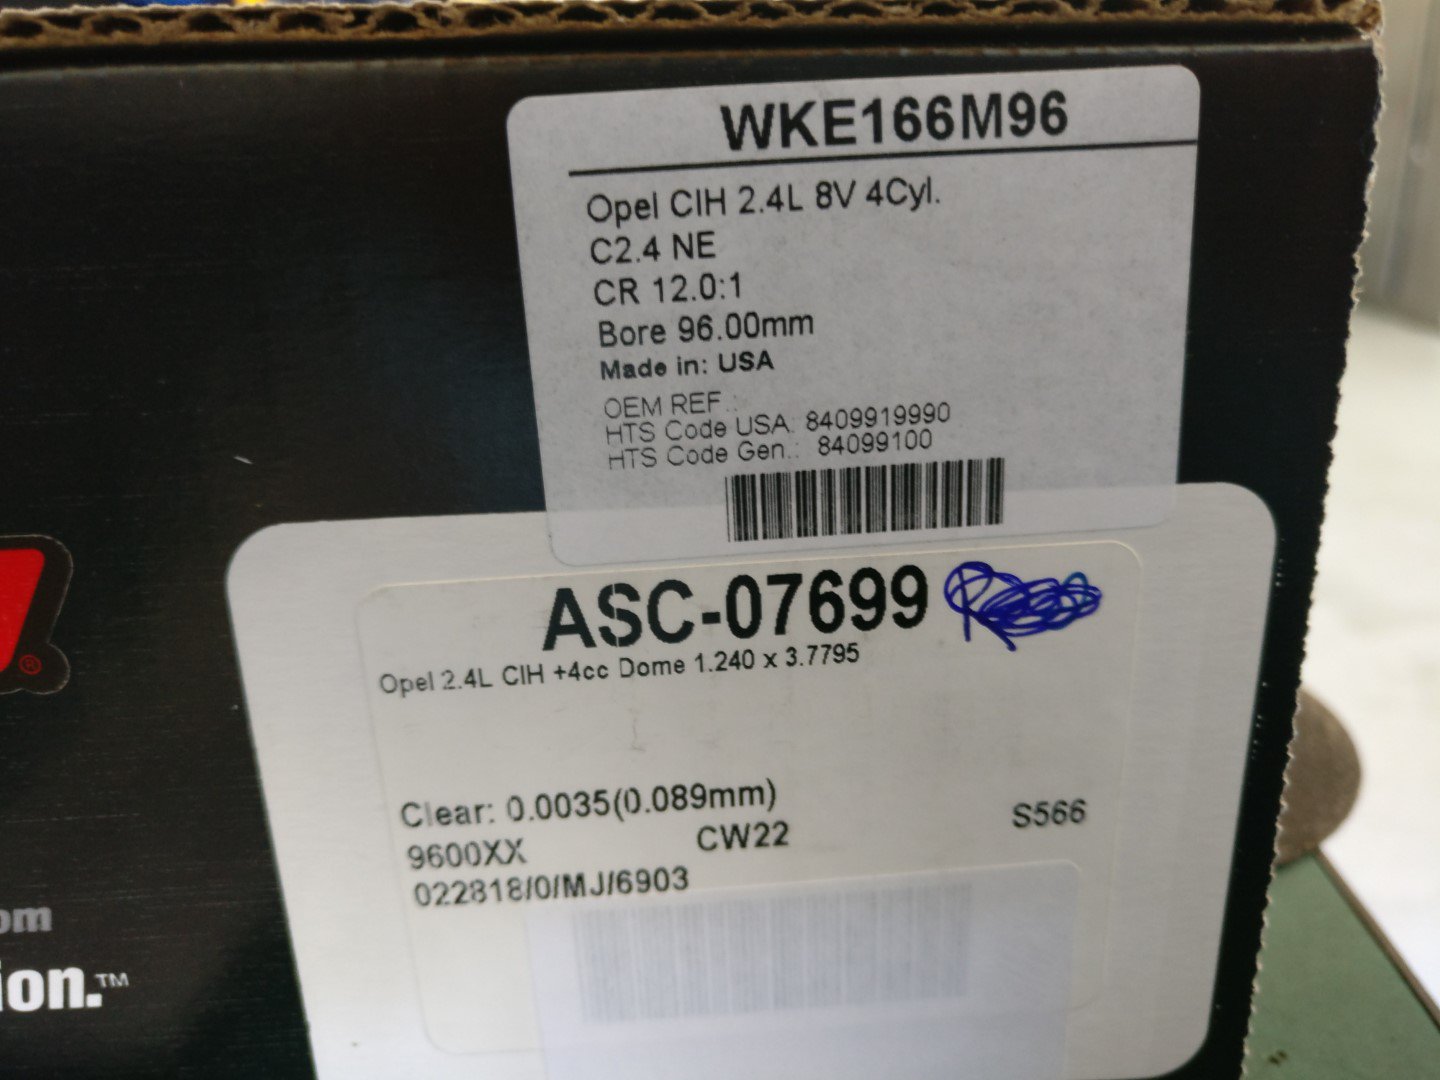 WKE166M96
Opel CIH 2.4L 8V 4Cyl.
C2.4 NE
CR 12.0:1
Bore 96.00mm
Made in: USA
OEM REF.:
HTS Code USA: 8409919990
HTS Code Gen.: 84099100
ASC-07699
Opel 2.4L CIH +4cc Dome 1.240 x 3.7795
Clear: 0.0035(0.089mm)
9600XX CW22 S566
022818/0/MJ/6903
®
om
ion.™